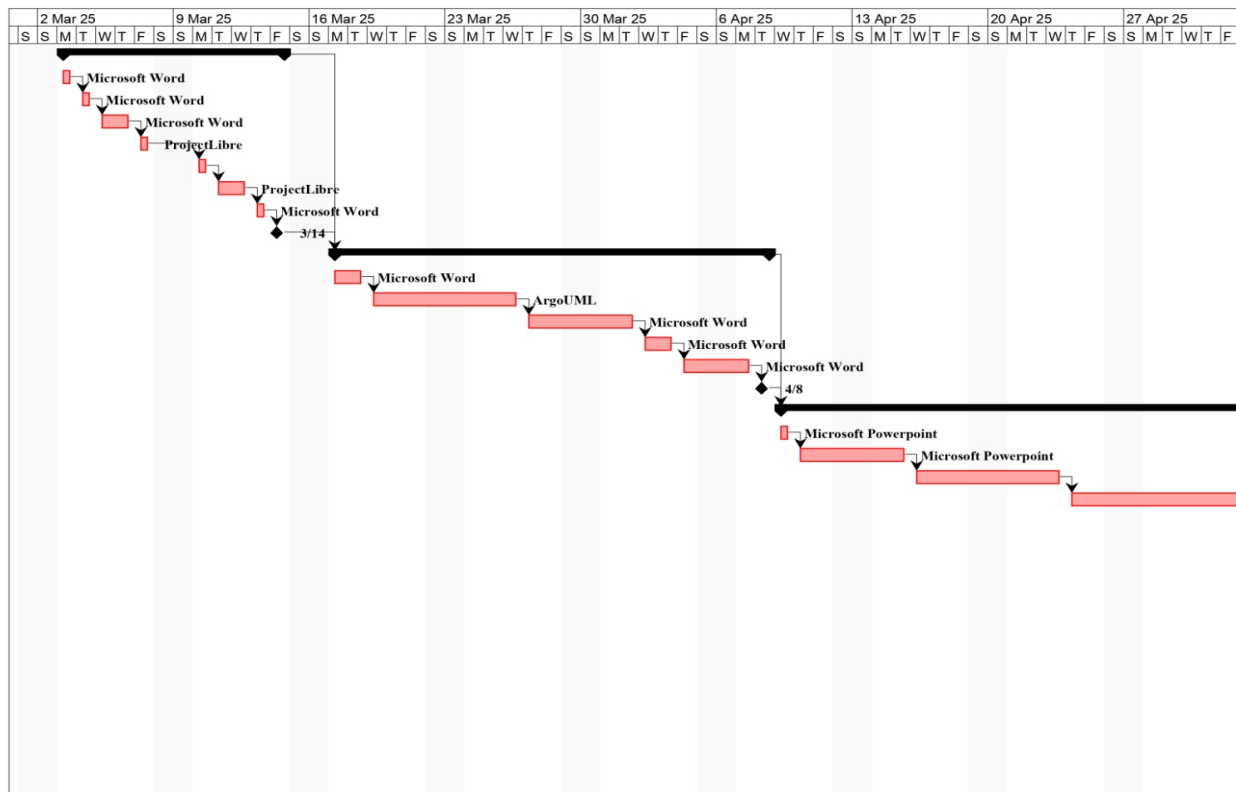 2 Mar 25 9 Mar 25 16 Mar 25 23 Mar 25 30 Mar 25 6 Apr 25 13 Apr 25 20 Apr 25 27 Apr 25
S S M T W T F S S M T W T F S S M T W T F S S M T W T F S S M T W T F S S M T W T F S S M T W T F S S M T W T F S S M T W T F
Microsoft Word
Microsoft Word
Microsoft Word
ProjectLibre
ProjectLibre
Microsoft Word
3/14
Microsoft Word
ArgoUML
Microsoft Word
Microsoft Word
Microsoft Word
4/8
Microsoft Powerpoint
Microsoft Powerpoint